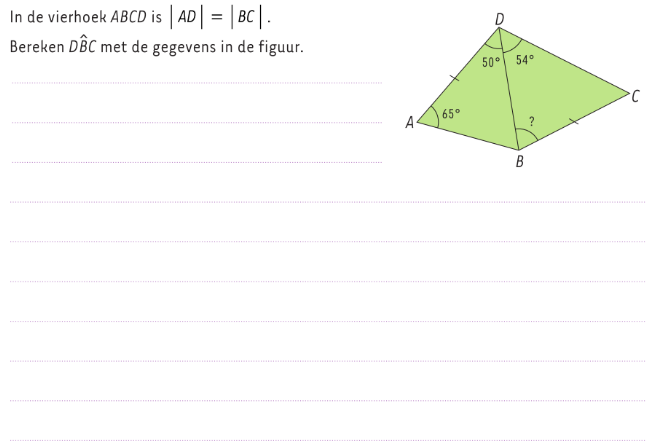 In de vierhoek ABCD is |AD| = |BC|.
Bereken DB̂C met de gegevens in de figuur.
D
50° 54°
C
A 65°
?
B